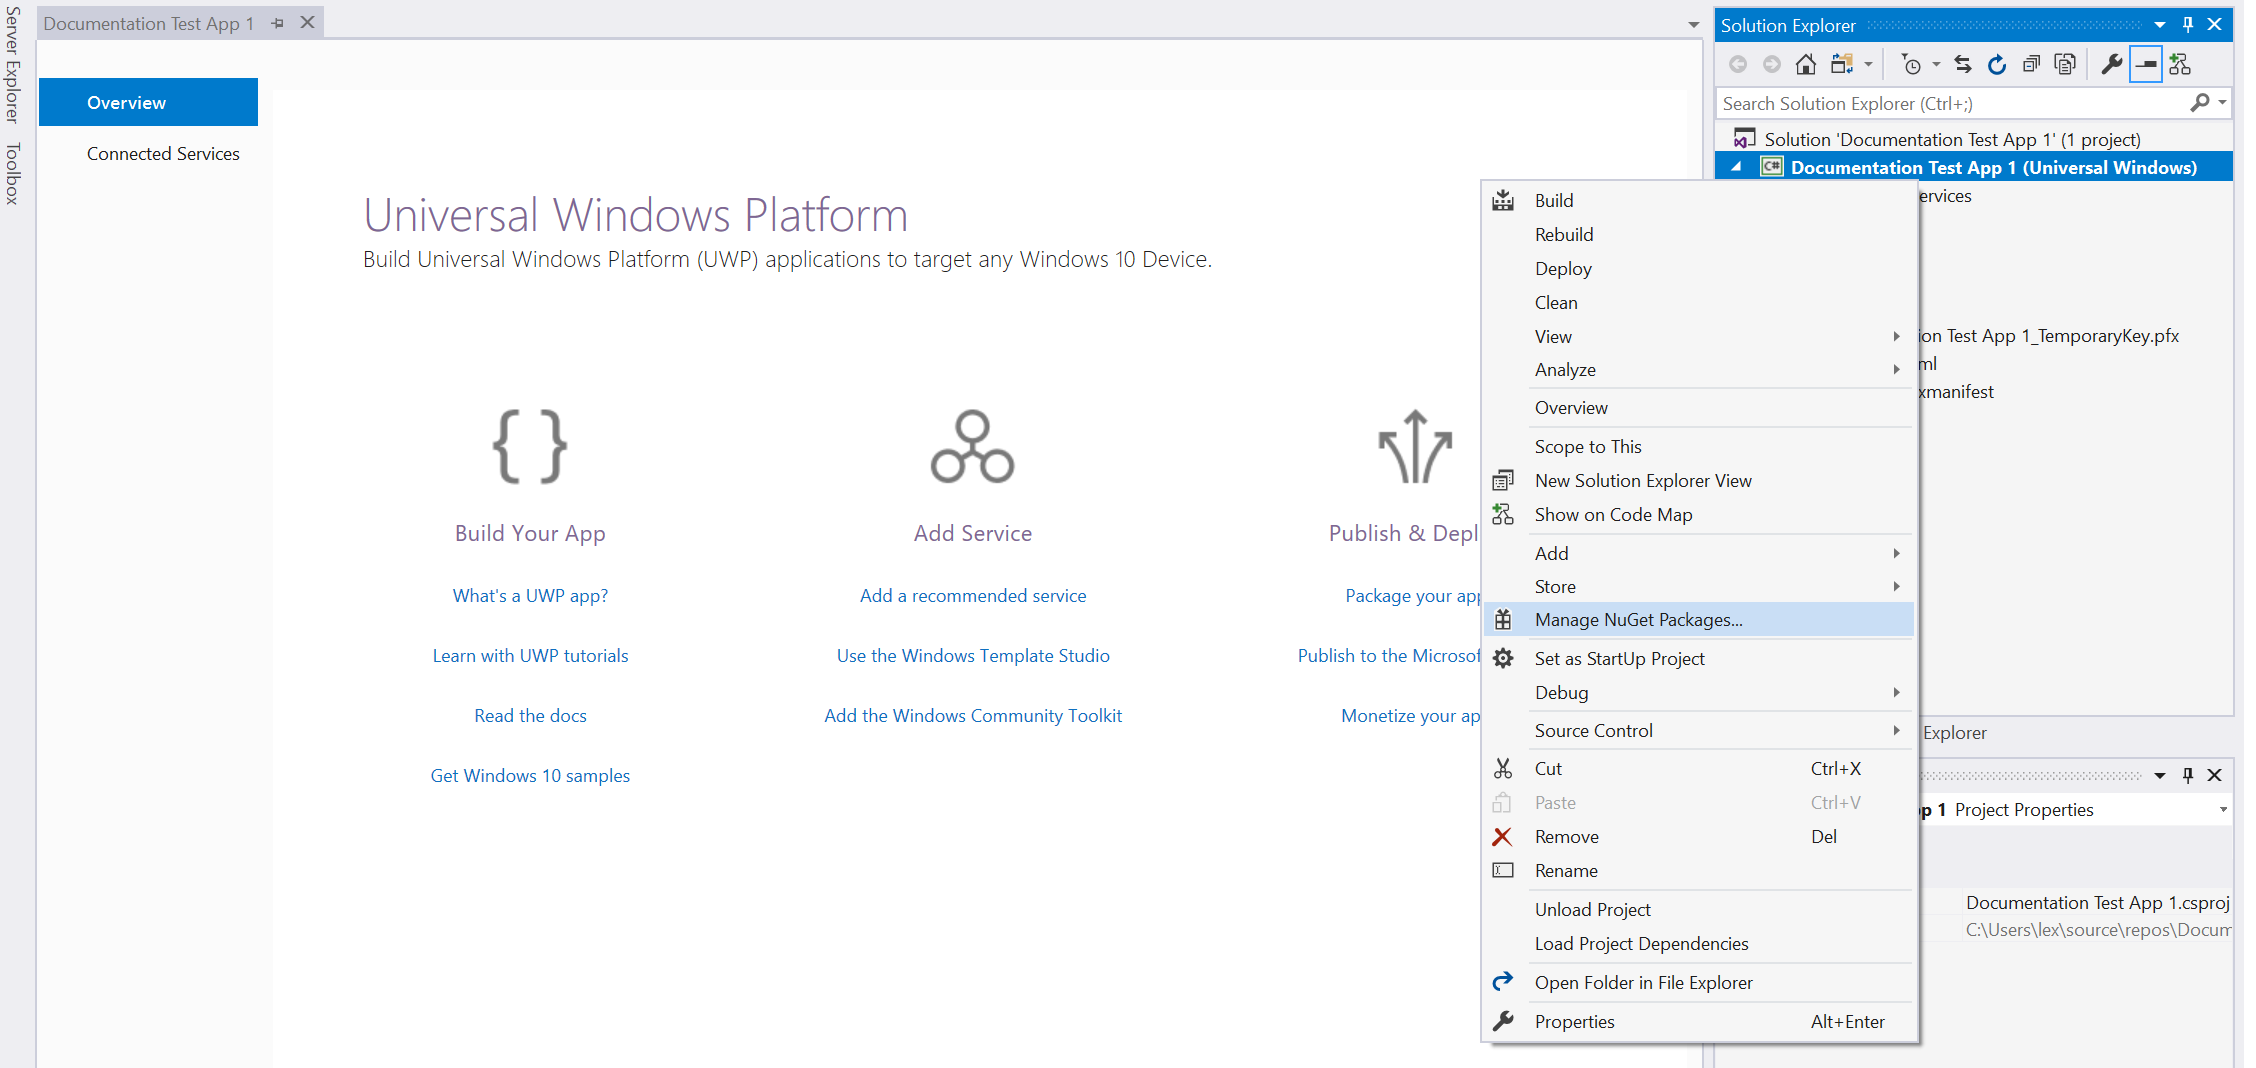 Server Explorer
Toolbox
Documentation Test App 1
Overview
Connected Services
Universal Windows Platform
Build Universal Windows Platform (UWP) applications to target any Windows 10 Device.
Build Your App
What's a UWP app?
Learn with UWP tutorials
Read the docs
Get Windows 10 samples
Add Service
Add a recommended service
Use the Windows Template Studio
Add the Windows Community Toolkit
Publish & Depl
Package your app
Publish to the Microsof
Monetize your ap
Solution Explorer
Search Solution Explorer (Ctrl+;)
Solution 'Documentation Test App 1' (1 project)
C# Documentation Test App 1 (Universal Windows)
ervices
ion Test App 1_TemporaryKey.pfx
ml
xmanifest
Build
Rebuild
Deploy
Clean
View
Analyze
Overview
Scope to This
New Solution Explorer View
Show on Code Map
Add
Store
Manage NuGet Packages...
Set as StartUp Project
Debug
Source Control
Cut Ctrl+X
Paste Ctrl+V
Remove Del
Rename
Unload Project
Load Project Dependencies
Open Folder in File Explorer
Properties Alt+Enter
Explorer
pp 1 Project Properties
Documentation Test App 1.csproj
C:\Users\lex\source\repos\Docum